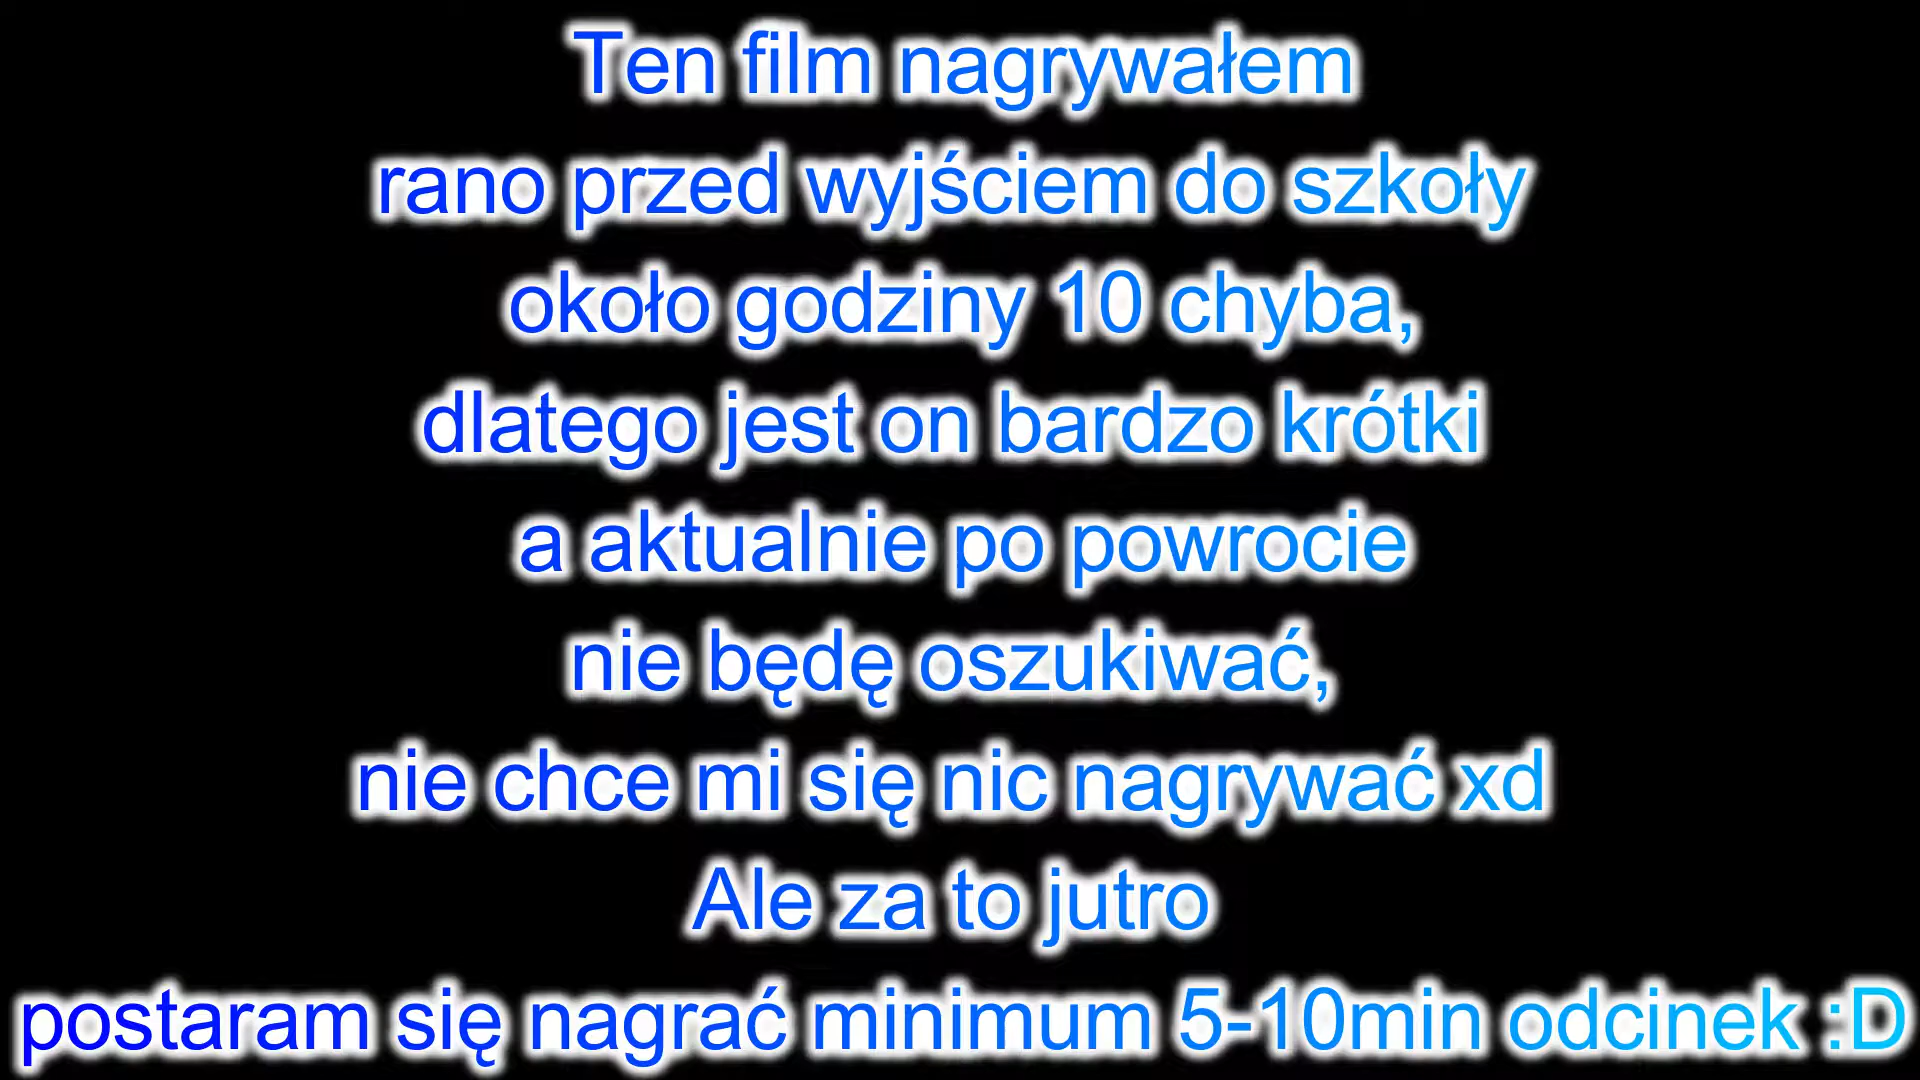 Ten film nagrywałem
rano przed wyjściem do szkoły
około godziny 10 chyba,
dlatego jest on bardzo krótki
a aktualnie po powrocie
nie będę oszukiwać,
nie chce mi się nic nagrywać xd
Ale za to jutro
postaram się nagrać minimum 5-10min odcinek :D